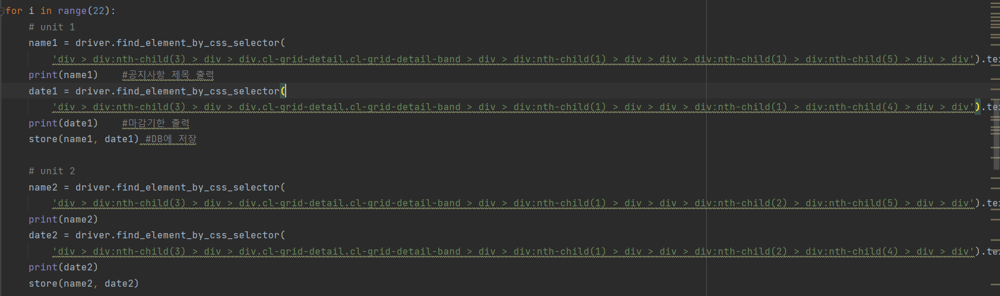 for i in range(22):
    # unit 1
    name1 = driver.find_element_by_css_selector(
        'div > div:nth-child(3) > div > div.cl-grid-detail.cl-grid-detail-band > div > div:nth-child(1) > div > div > div:nth-child(1) > div:nth-child(5) > div > div').te
    print(name1)    #공지사항 제목 출력
    date1 = driver.find_element_by_css_selector(
        'div > div:nth-child(3) > div > div.cl-grid-detail.cl-grid-detail-band > div > div:nth-child(1) > div > div > div:nth-child(1) > div:nth-child(4) > div > div').te
    print(date1)    #마감기한 출력
    store(name1, date1) #DB에 저장
    # unit 2
    name2 = driver.find_element_by_css_selector(
        'div > div:nth-child(3) > div > div.cl-grid-detail.cl-grid-detail-band > div > div:nth-child(1) > div > div > div:nth-child(2) > div:nth-child(5) > div > div').te
    print(name2)
    date2 = driver.find_element_by_css_selector(
        'div > div:nth-child(3) > div > div.cl-grid-detail.cl-grid-detail-band > div > div:nth-child(1) > div > div > div:nth-child(2) > div:nth-child(4) > div > div').te
    print(date2)
    store(name2, date2)